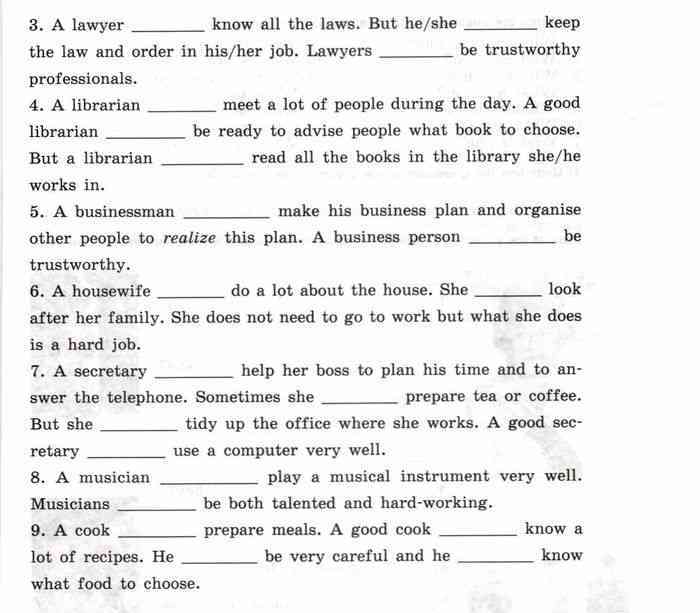 3. A lawyer ________ know all the laws. But he/she ________ keep
the law and order in his/her job. Lawyers ________ be trustworthy
professionals.
4. A librarian ________ meet a lot of people during the day. A good
librarian ________ be ready to advise people what book to choose.
But a librarian ________ read all the books in the library she/he
works in.
5. A businessman ________ make his business plan and organise
other people to realize this plan. A business person ________ be
trustworthy.
6. A housewife ________ do a lot about the house. She ________ look
after her family. She does not need to go to work but what she does
is a hard job.
7. A secretary ________ help her boss to plan his time and to an-
swer the telephone. Sometimes she ________ prepare tea or coffee.
But she ________ tidy up the office where she works. A good sec-
retary ________ use a computer very well.
8. A musician ________ play a musical instrument very well.
Musicians ________ be both talented and hard-working.
9. A cook ________ prepare meals. A good cook ________ know a
lot of recipes. He ________ be very careful and he ________ know
what food to choose.